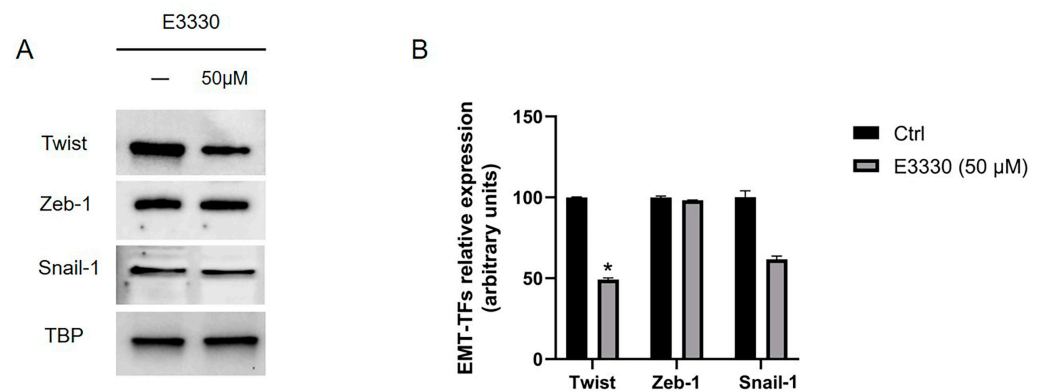 A
E3330
— 50µM
Twist
Zeb-1
Snail-1
TBP
B
EMT-TFs relative expression
(arbitrary units)
150
100
50
0
*
Twist Zeb-1 Snail-1
Ctrl
E3330 (50 µM)